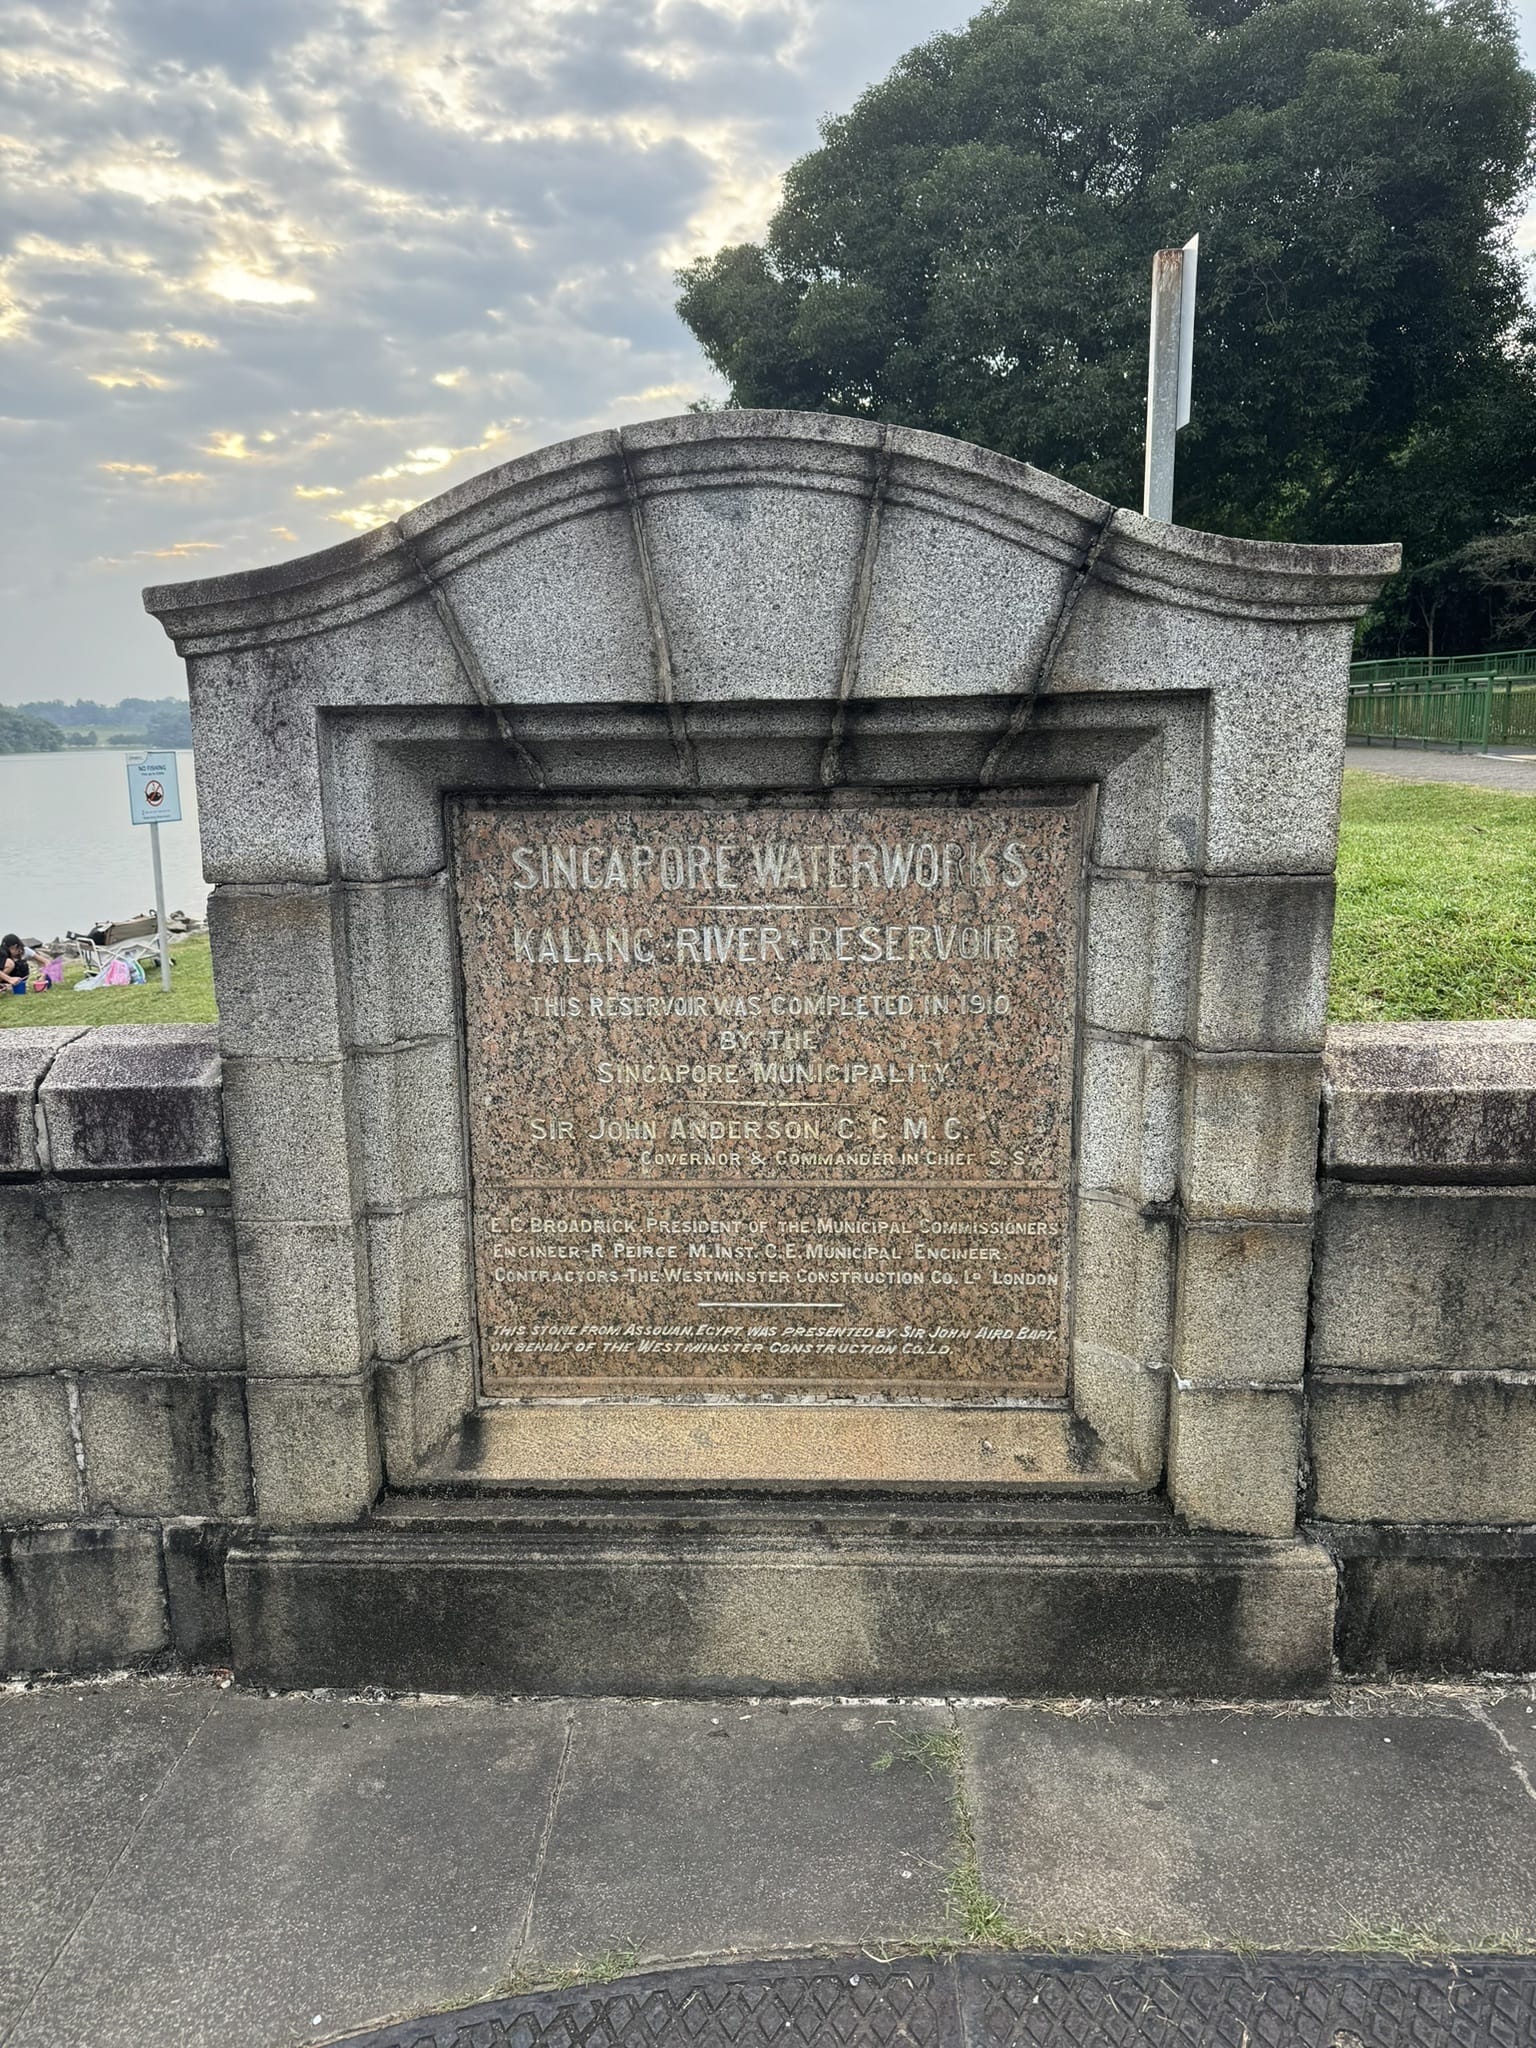 SINGAPORE WATERWORKS
KALANG RIVER RESERVOIR
THIS RESERVOIR WAS COMPLETED IN 1910
BY THE
SINGAPORE MUNICIPALITY
SIR JOHN ANDERSON G.C.M.G.
GOVERNOR & COMMANDER IN CHIEF S.S.
E.G. BROADRICK. PRESIDENT OF THE MUNICIPAL COMMISSIONERS
ENGINEER-R. PEIRCE M. INST. C.E. MUNICIPAL ENGINEER.
CONTRACTORS-THE WESTMINSTER CONSTRUCTION CO. LD LONDON
THIS STONE FROM ASSOUAN, EGYPT WAS PRESENTED BY SIR JOHN AIRD BART,
ON BEHALF OF THE WESTMINSTER CONSTRUCTION CO. LD.
NO FISHING